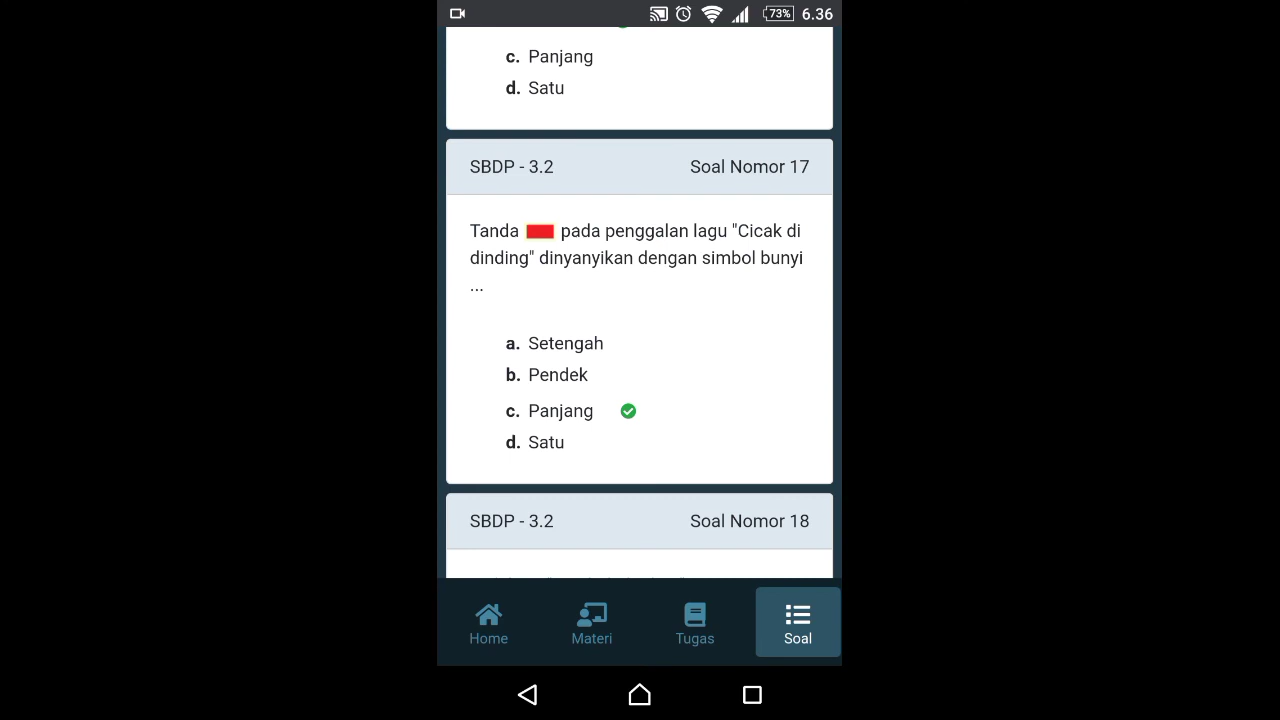 73% 6.36
c. Panjang
d. Satu
SBDP - 3.2 Soal Nomor 17
Tanda pada penggalan lagu "Cicak di
dinding" dinyanyikan dengan simbol bunyi
...
a. Setengah
b. Pendek
c. Panjang
d. Satu
SBDP - 3.2 Soal Nomor 18
Home Materi Tugas Soal